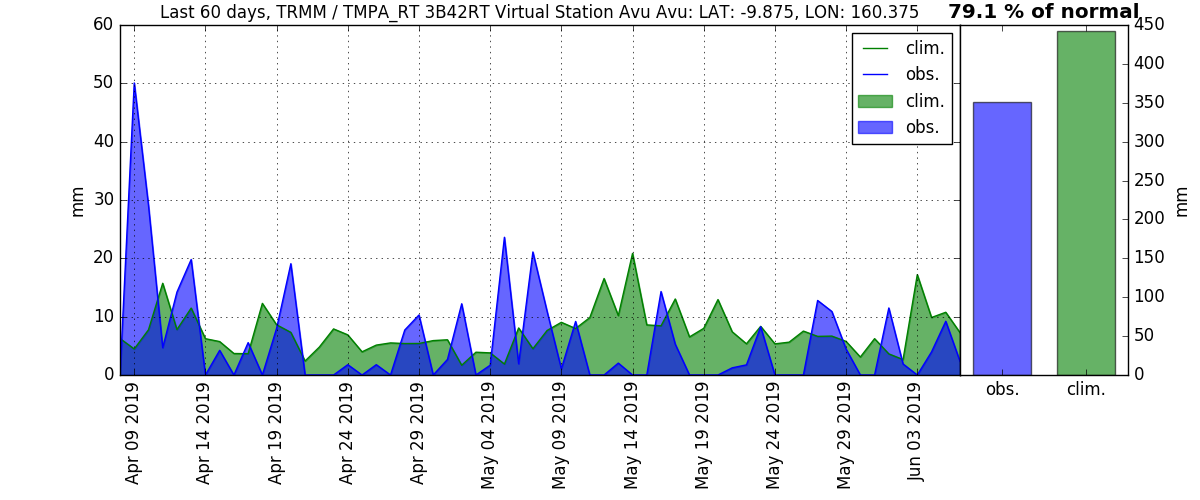 Last 60 days, TRMM / TMPA_RT 3B42RT Virtual Station Avu Avu: LAT: -9.875, LON: 160.375
79.1 % of normal
60
50
40
30
20
10
0
mm
clim.
obs.
clim.
obs.
Apr 09 2019
Apr 14 2019
Apr 19 2019
Apr 24 2019
Apr 29 2019
May 04 2019
May 09 2019
May 14 2019
May 19 2019
May 24 2019
May 29 2019
Jun 03 2019
450
400
350
300
250
200
150
100
50
0
mm
obs.
clim.